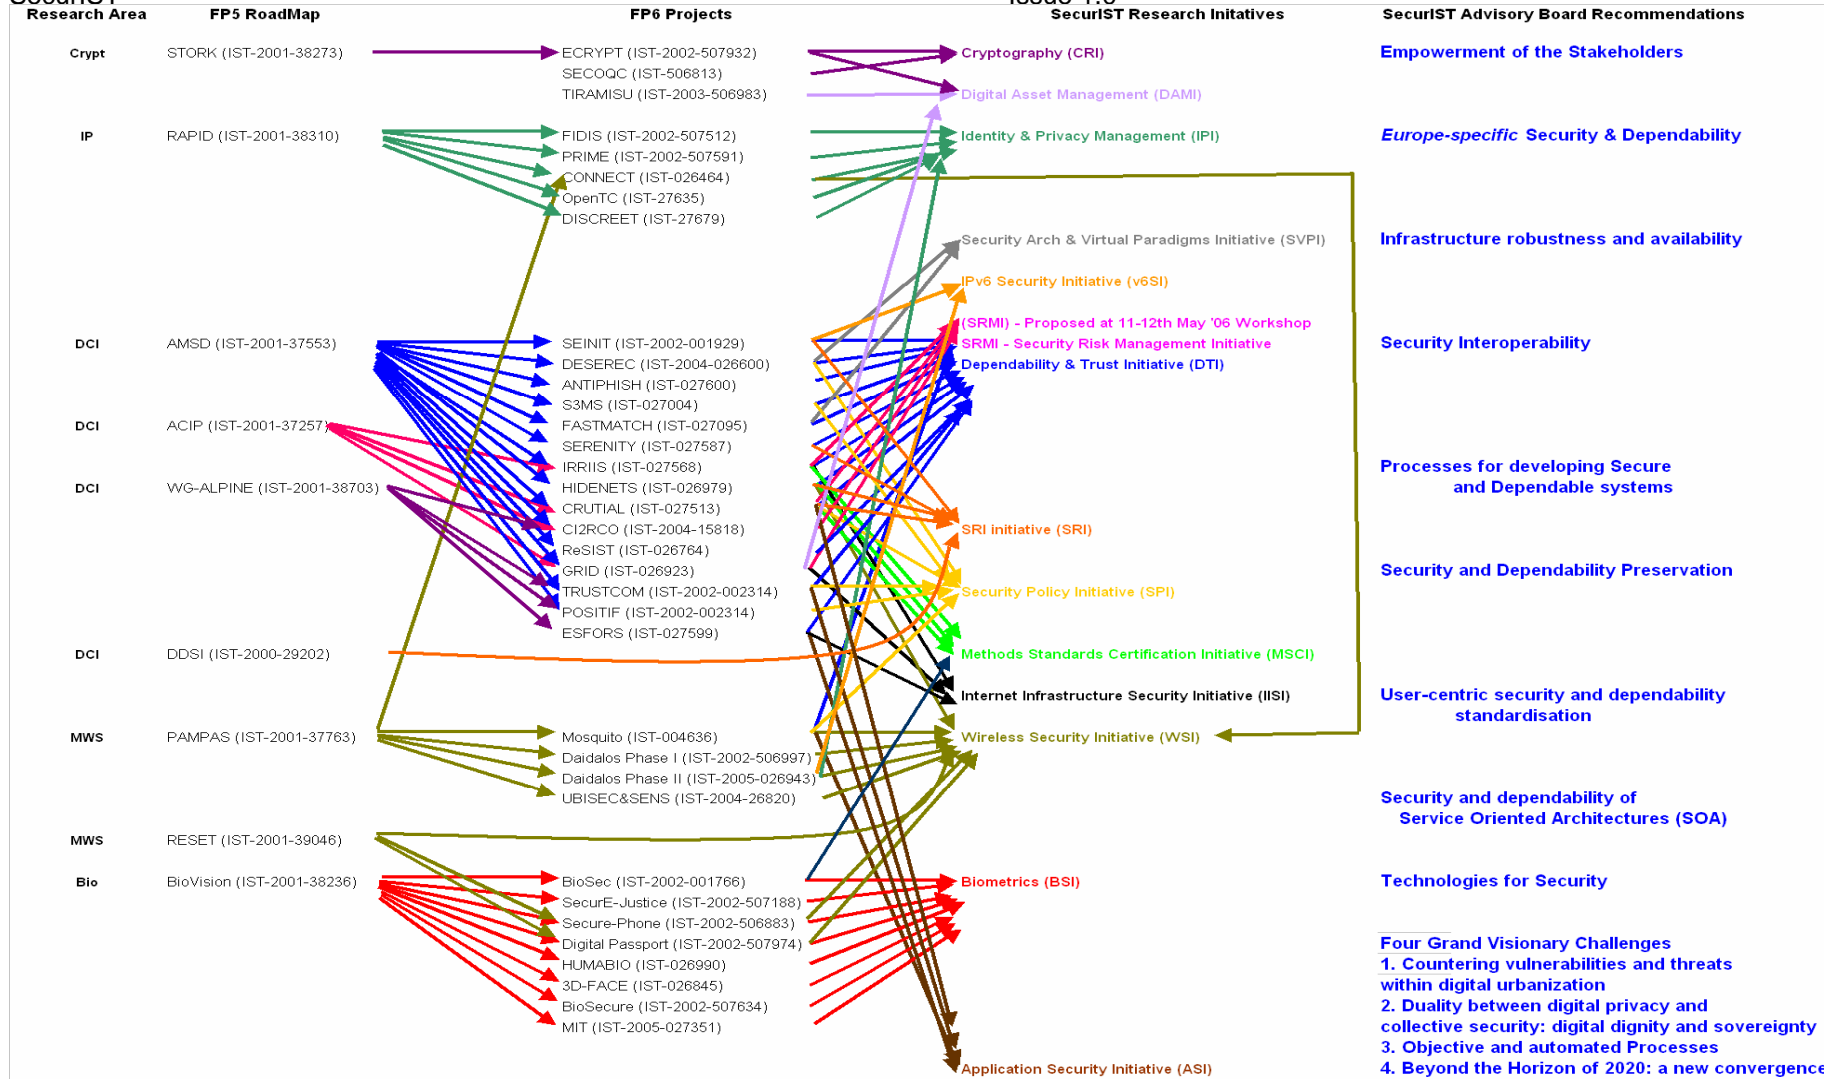 Research Area FP5 RoadMap FP6 Projects SecurIST Research Initatives SecurIST Advisory Board Recommendations
Crypt STORK (IST-2001-38273) ECRYPT (IST-2002-507932) Cryptography (CRI) Empowerment of the Stakeholders
SECOQC (IST-506813)
TIRAMISU (IST-2003-506983) Digital Asset Management (DAMI)
IP RAPID (IST-2001-38310) FIDIS (IST-2002-507512) Identity & Privacy Management (IPI) Europe-specific Security & Dependability
PRIME (IST-2002-507591)
CONNECT (IST-026464)
OpenTC (IST-27635)
DISCREET (IST-27679)
Security Arch & Virtual Paradigms Initiative (SVPI) Infrastructure robustness and availability
IPv6 Security Initiative (v6SI)
(SRMI) - Proposed at 11-12th May '06 Workshop
DCI AMSD (IST-2001-37553) SEINIT (IST-2002-001929) SRMI - Security Risk Management Initiative Security Interoperability
DESEREC (IST-2004-026600) Dependability & Trust Initiative (DTI)
ANTIPHISH (IST-027600)
S3MS (IST-027004)
DCI ACIP (IST-2001-37257) FASTMATCH (IST-027095)
SERENITY (IST-027587)
IRRIIS (IST-027568) Processes for developing Secure
DCI WG-ALPINE (IST-2001-38703) HIDENETS (IST-026979) and Dependable systems
CRUTIAL (IST-027513)
CI2RCO (IST-2004-15818) SRI initiative (SRI)
ReSIST (IST-026764)
GRID (IST-026923) Security and Dependability Preservation
TRUSTCOM (IST-2002-002314) Security Policy Initiative (SPI)
POSITIF (IST-2002-002314)
ESFORS (IST-027599)
DCI DDSI (IST-2000-29202) Methods Standards Certification Initiative (MSCI)
Internet Infrastructure Security Initiative (IISI) User-centric security and dependability
standardisation
MWS PAMPAS (IST-2001-37763) Mosquito (IST-004636) Wireless Security Initiative (WSI)
Daidalos Phase I (IST-2002-506997)
Daidalos Phase II (IST-2005-026943)
UBISEC&SENS (IST-2004-26820) Security and dependability of
Service Oriented Architectures (SOA)
MWS RESET (IST-2001-39046)
Bio BioVision (IST-2001-38236) BioSec (IST-2002-001766) Biometrics (BSI) Technologies for Security
SecurE-Justice (IST-2002-507188)
Secure-Phone (IST-2002-506883)
Digital Passport (IST-2002-507974) Four Grand Visionary Challenges
HUMABIO (IST-026990) 1. Countering vulnerabilities and threats
3D-FACE (IST-026845) within digital urbanization
BioSecure (IST-2002-507634) 2. Duality between digital privacy and
MIT (IST-2005-027351) collective security: digital dignity and sovereignty
3. Objective and automated Processes
Application Security Initiative (ASI) 4. Beyond the Horizon of 2020: a new convergence